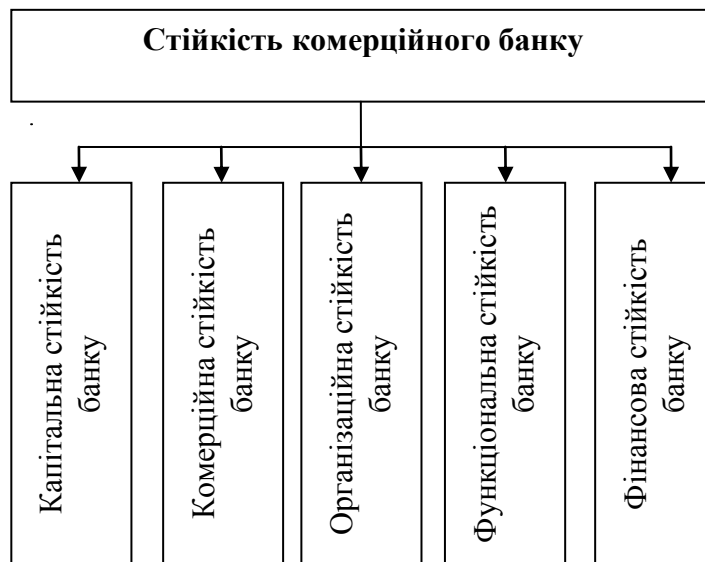 Стійкість комерційного банку
Капітальна стійкість
банку
Комерційна стійкість
банку
Організаційна стійкість
банку
Функціональна стійкість
банку
Фінансова стійкість
банку